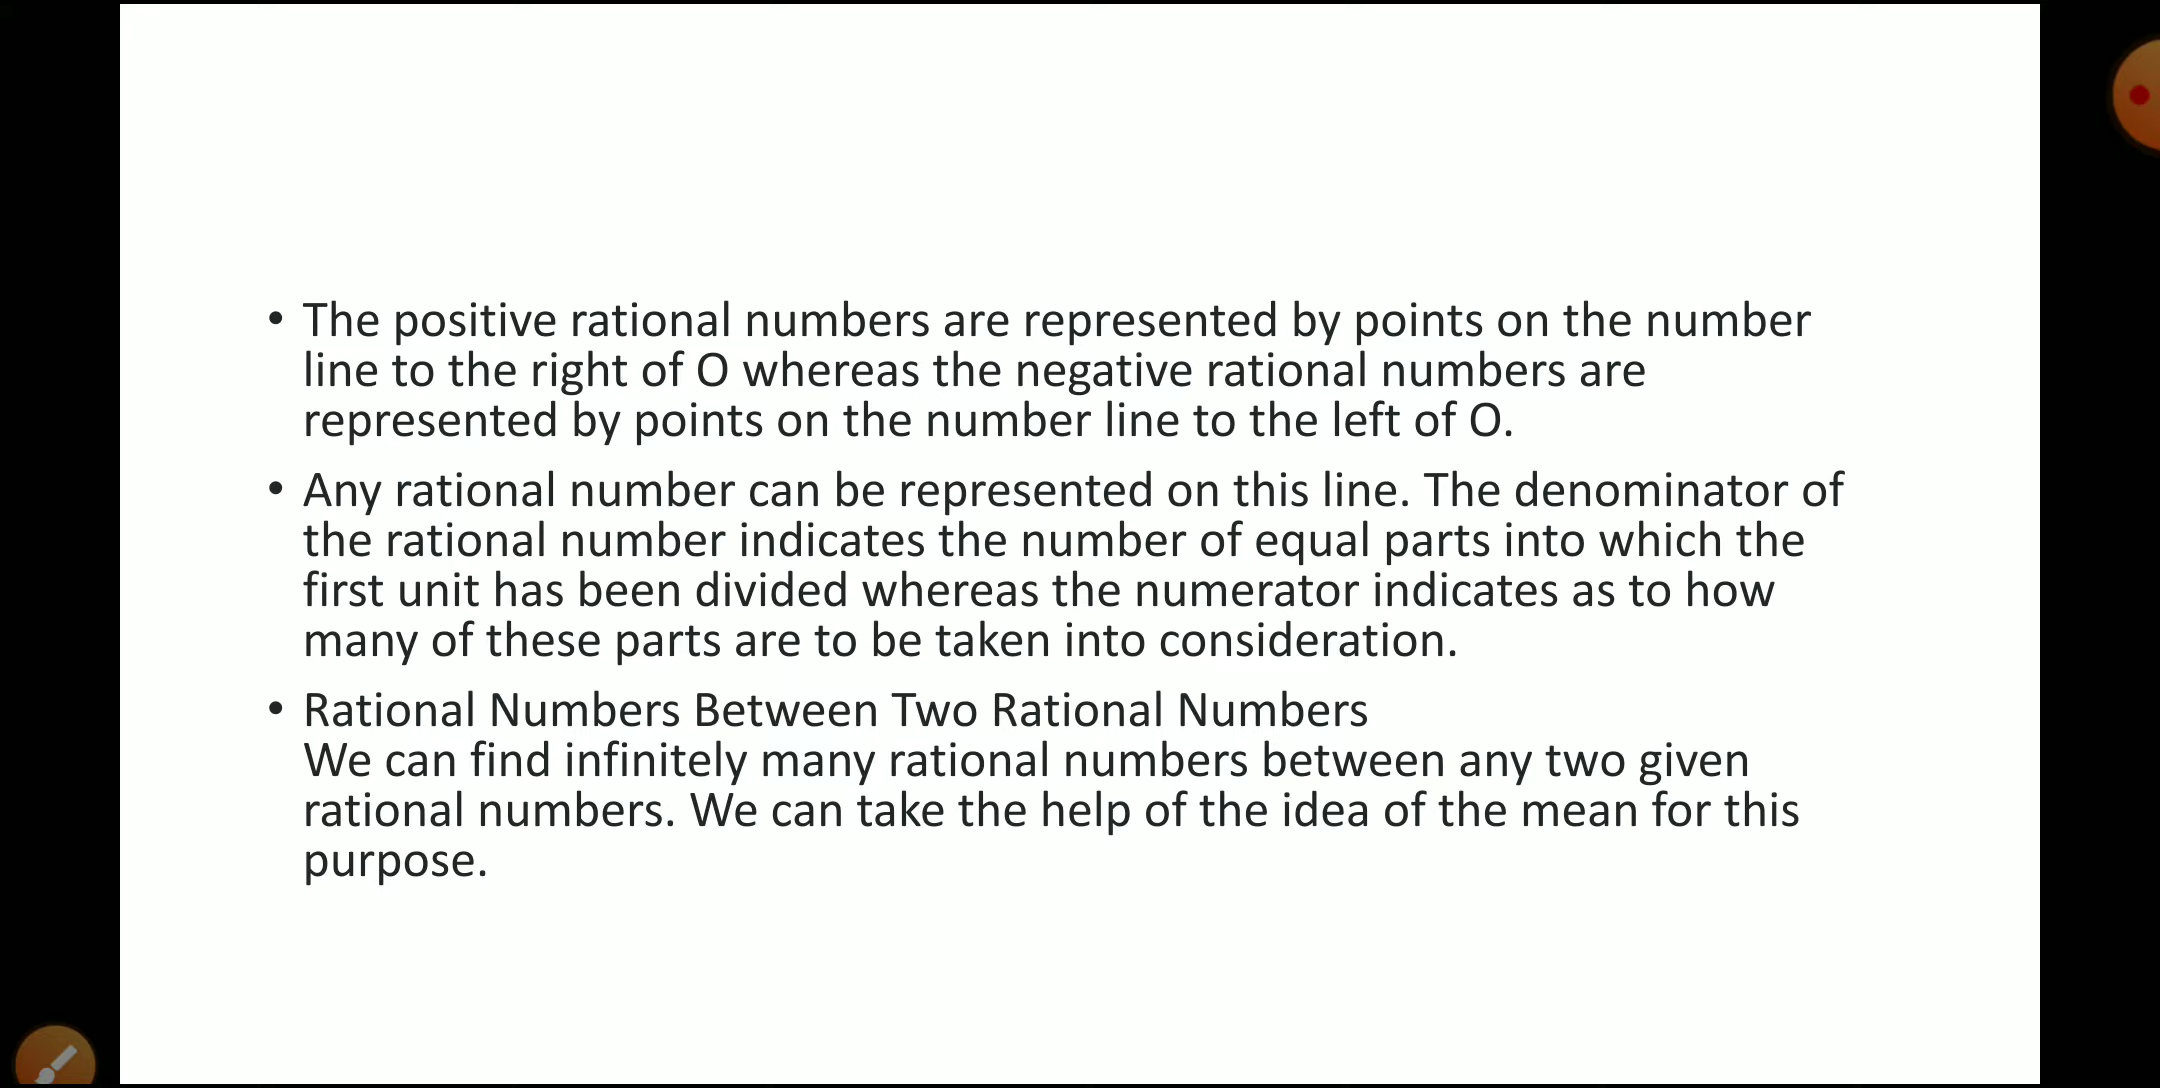 • The positive rational numbers are represented by points on the number
line to the right of O whereas the negative rational numbers are
represented by points on the number line to the left of O.
• Any rational number can be represented on this line. The denominator of
the rational number indicates the number of equal parts into which the
first unit has been divided whereas the numerator indicates as to how
many of these parts are to be taken into consideration.
• Rational Numbers Between Two Rational Numbers
We can find infinitely many rational numbers between any two given
rational numbers. We can take the help of the idea of the mean for this
purpose.